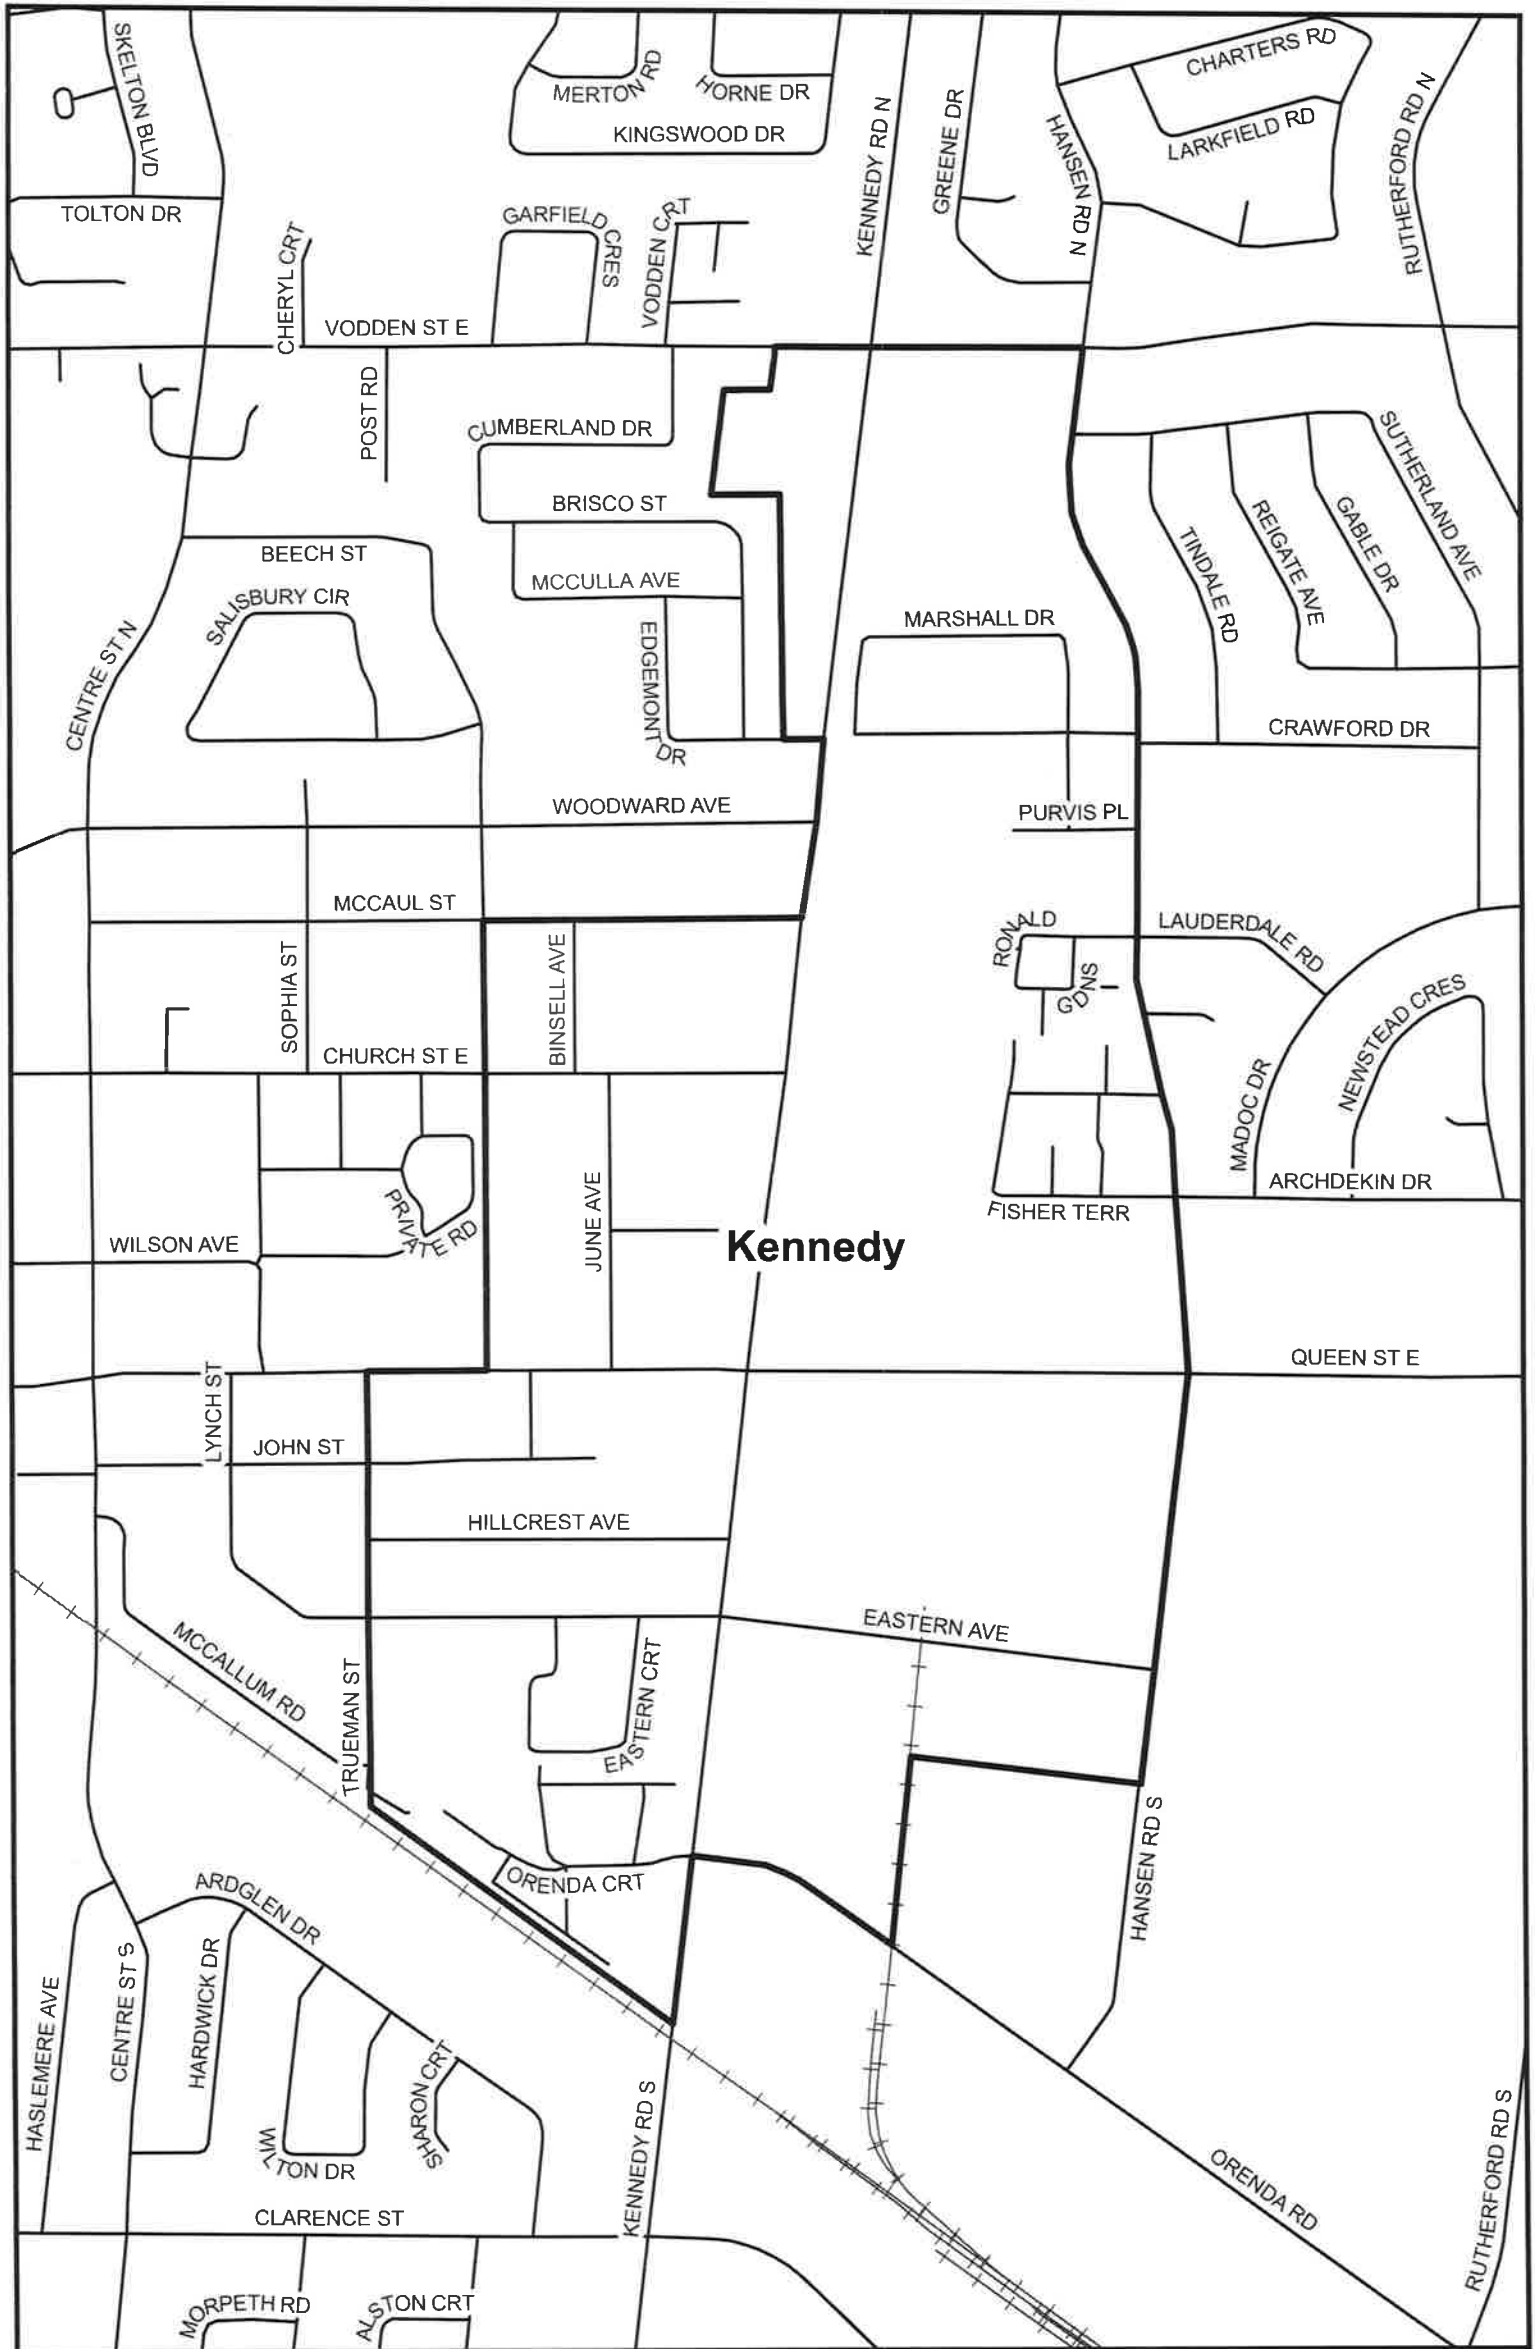 SKELTON BLVD
MERTON RD
HORNE DR
KINGSWOOD DR
KENNEDY RD N
GREENE DR
HANSEN RD N
CHARTERS RD
LARKFIELD RD
RUTHERFORD RD N
TOLTON DR
CHERYL CRT
GARFIELD CRES
VODDEN CRT
VODDEN ST E
POST RD
CUMBERLAND DR
BRISCO ST
BEECH ST
MCCULLA AVE
SALISBURY CIR
EDGEMONT DR
CENTRE ST N
MARSHALL DR
TINDALE RD
REIGATE AVE
GABLE DR
SUTHERLAND AVE
CRAWFORD DR
WOODWARD AVE
PURVIS PL
MCCAUL ST
SOPHIA ST
BINSELL AVE
RONALD GDNS
LAUDERDALE RD
CHURCH ST E
NEWSTEAD CRES
MADOC DR
ARCHDEKIN DR
PRIVATE RD
JUNE AVE
FISHER TERR
WILSON AVE
Kennedy
QUEEN ST E
LYNCH ST
JOHN ST
HILLCREST AVE
EASTERN AVE
MCCALLUM RD
TRUEMAN ST
EASTERN CRT
ORENDA CRT
HANSEN RD S
ARDGLEN DR
HASLEMERE AVE
CENTRE ST S
HARDWICK DR
WILTON DR
SHARON CRT
KENNEDY RD S
ORENDA RD
RUTHERFORD RD S
CLARENCE ST
MORPETH RD
ALSTON CRT